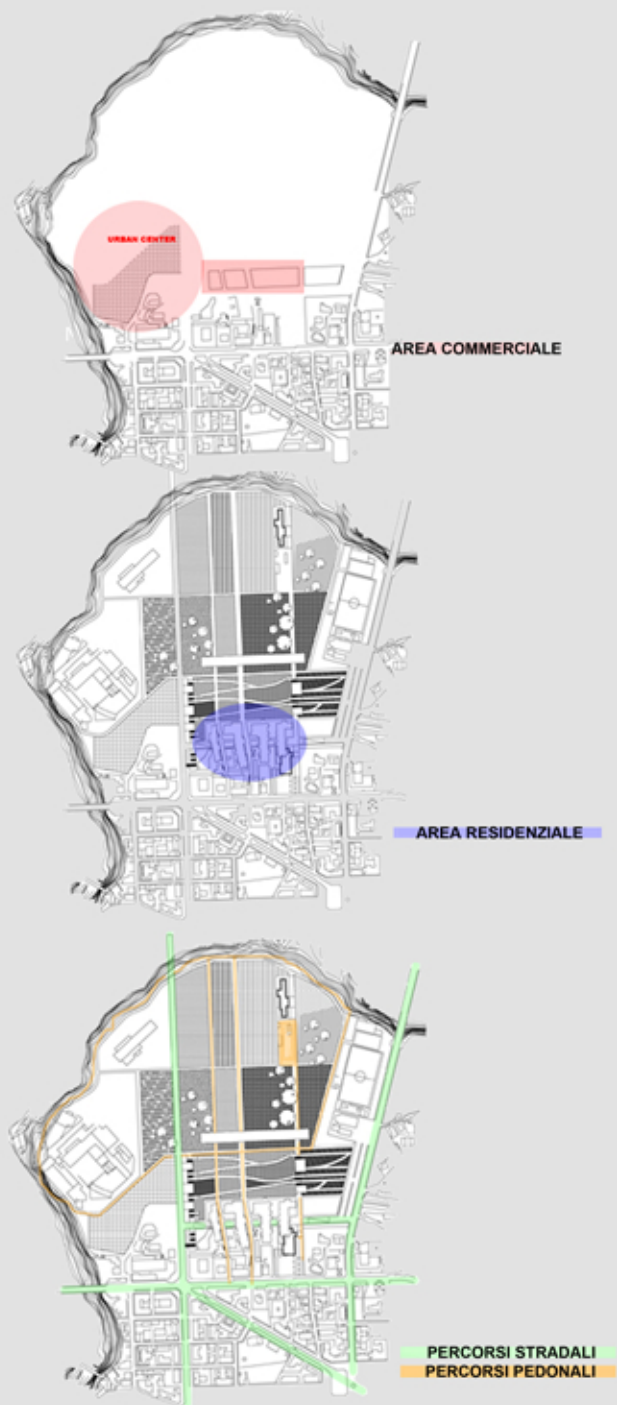 URBAN CENTER
AREA COMMERCIALE
AREA RESIDENZIALE
PERCORSI STRADALI
PERCORSI PEDONALI